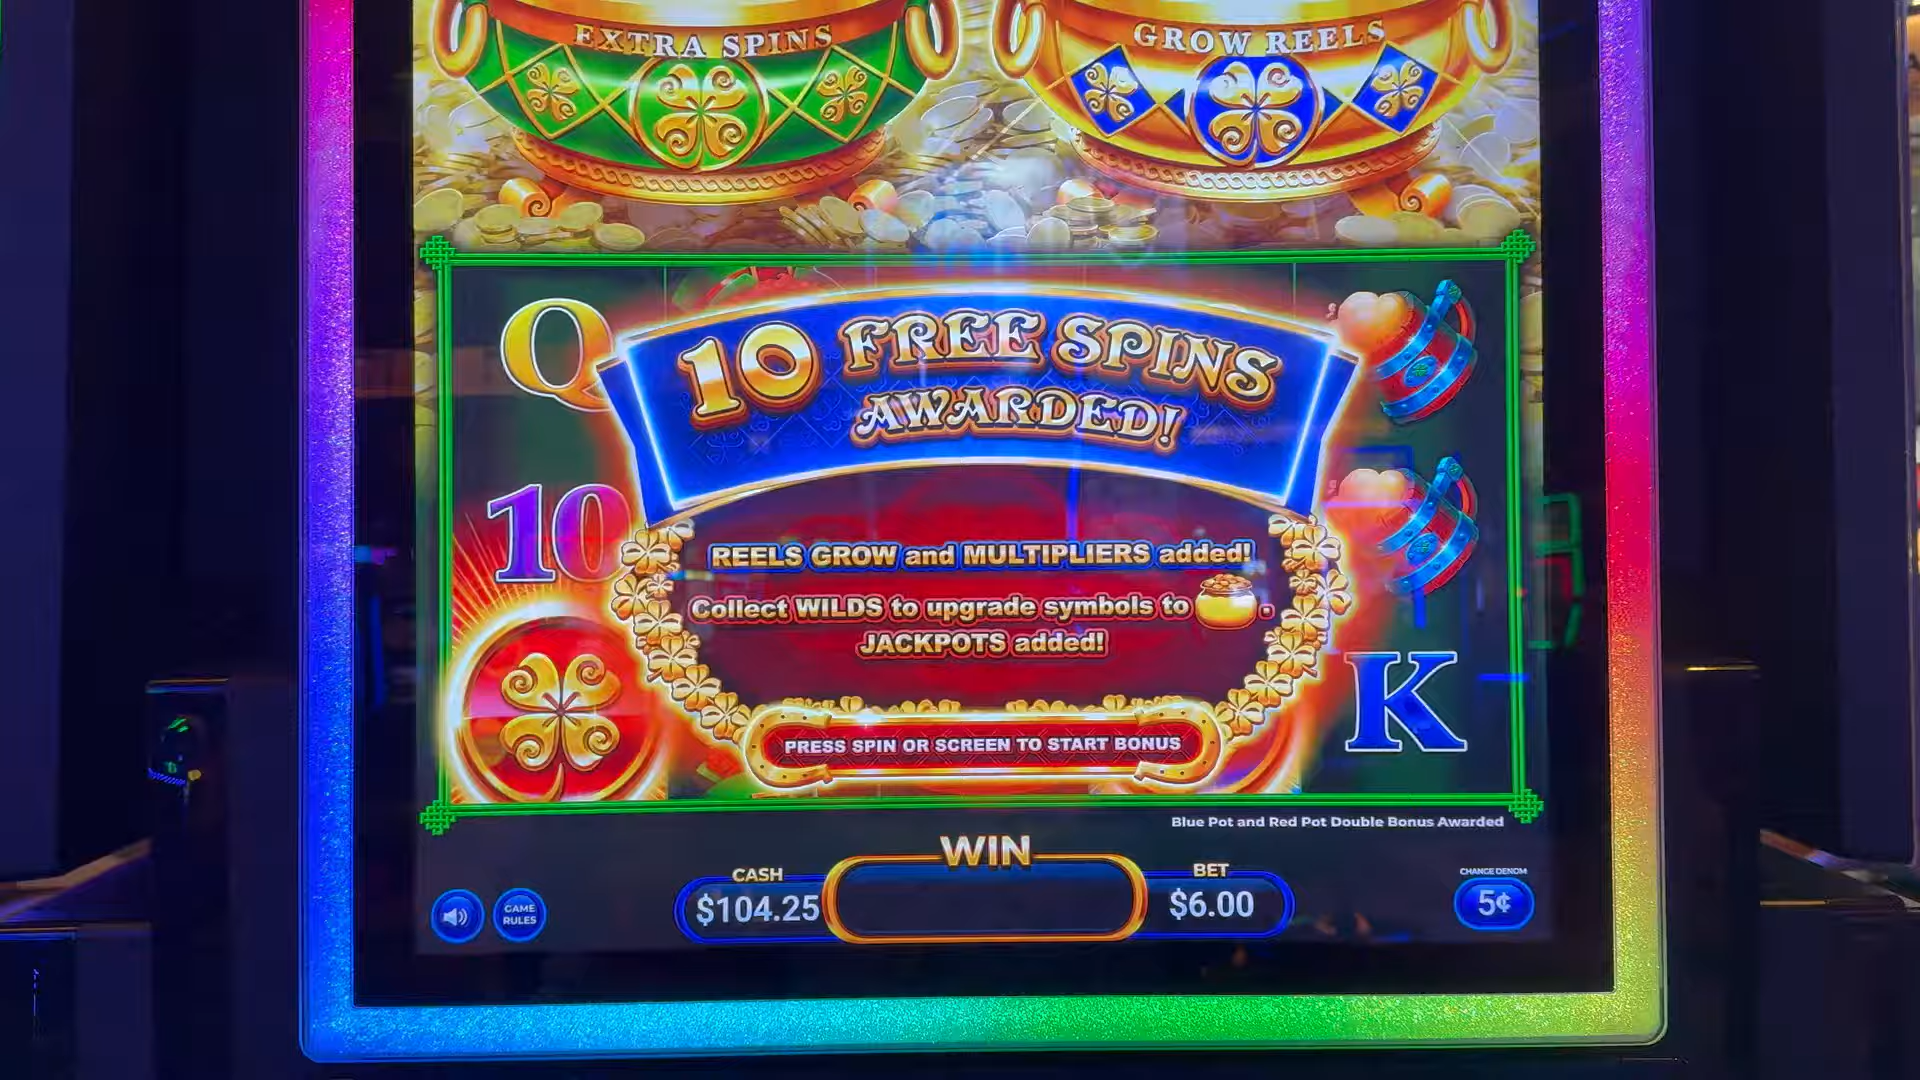 EXTRA SPINS
GROW REELS
Q
10 FREE SPINS
AWARDED!
10
REELS GROW and MULTIPLIERS added!
Collect WILDS to upgrade symbols to .
JACKPOTS added!
K
PRESS SPIN OR SCREEN TO START BONUS
Blue Pot and Red Pot Double Bonus Awarded
WIN
CASH
$104.25
BET
$6.00
CHANGE DENOM
5¢
GAME
RULES